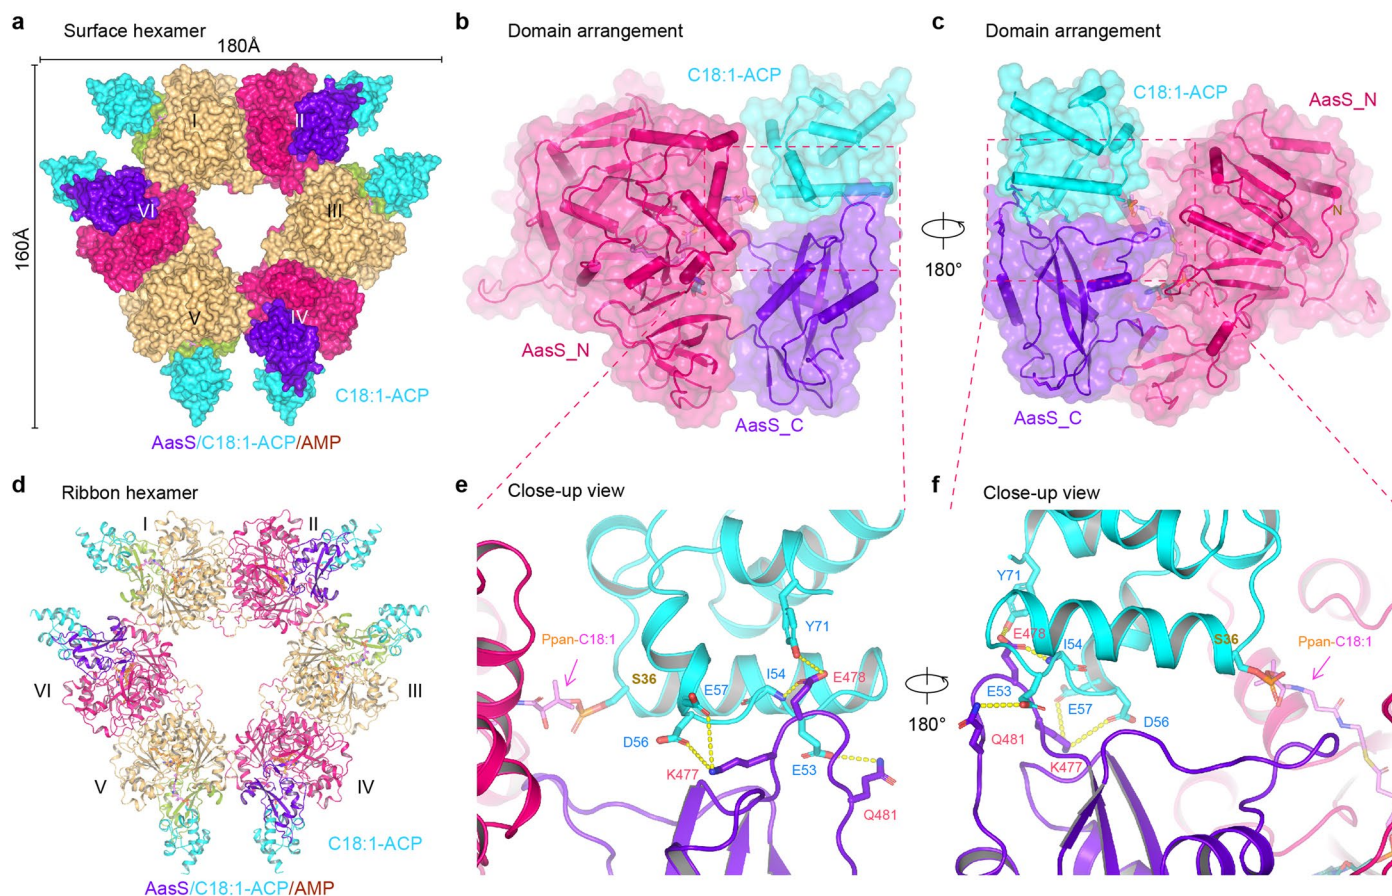 a
Surface hexamer
180Å
160Å
I
II
III
IV
V
VI
C18:1-ACP
AasS/C18:1-ACP/AMP
b
Domain arrangement
C18:1-ACP
AasS_N
AasS_C
180°
c
Domain arrangement
C18:1-ACP
AasS_N
N
AasS_C
d
Ribbon hexamer
I
II
III
IV
V
VI
C18:1-ACP
AasS/C18:1-ACP/AMP
e
Close-up view
Y71
Ppan-C18:1
S36
I54
E478
E57
D56
K477
E53
Q481
180°
f
Close-up view
Y71
E478
I54
S36
Ppan-C18:1
E53
E57
D56
Q481
K477